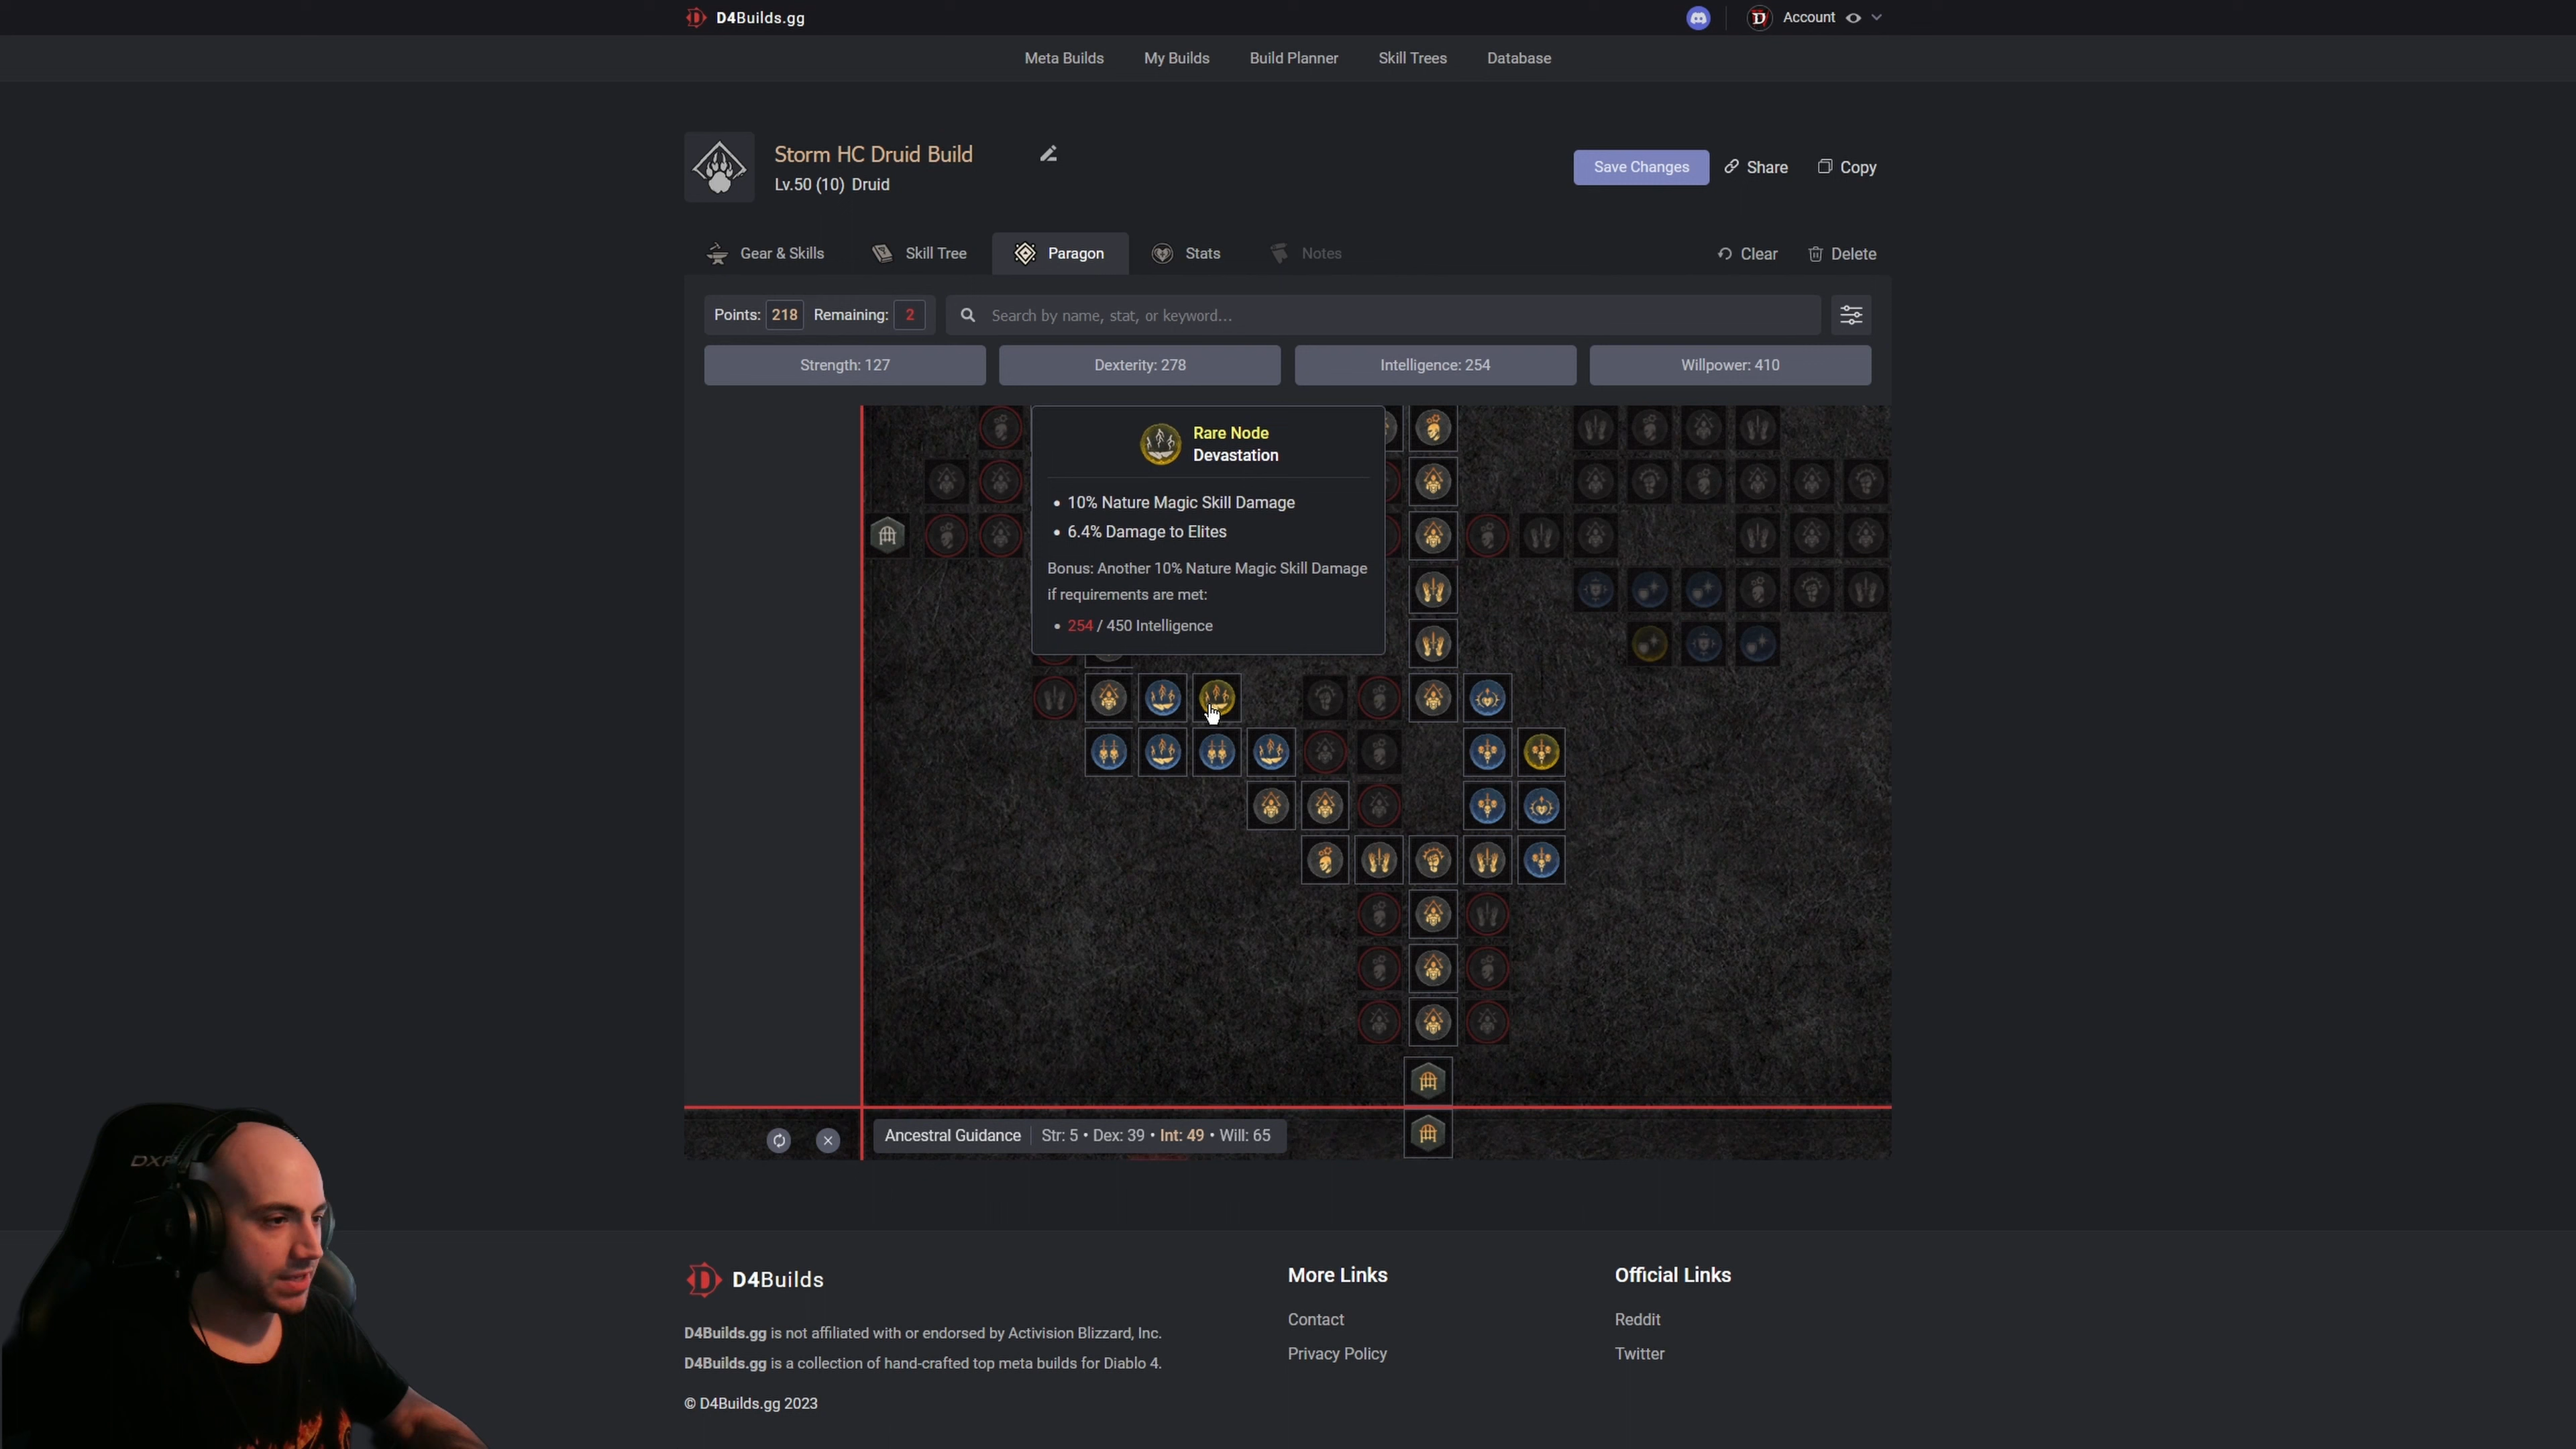 D4Builds.gg
Account
Meta Builds
My Builds
Build Planner
Skill Trees
Database
Storm HC Druid Build
Lv.50 (10) Druid
Save Changes
Share
Copy
Gear & Skills
Skill Tree
Paragon
Stats
Notes
Clear
Delete
Points: 218 Remaining: 2
Search by name, stat, or keyword...
Strength: 127
Dexterity: 278
Intelligence: 254
Willpower: 410
Rare Node
Devastation
• 10% Nature Magic Skill Damage
• 6.4% Damage to Elites
Bonus: Another 10% Nature Magic Skill Damage
if requirements are met:
• 254 / 450 Intelligence
Ancestral Guidance Str: 5 • Dex: 39 • Int: 49 • Will: 65
D4Builds
D4Builds.gg is not affiliated with or endorsed by Activision Blizzard, Inc.
D4Builds.gg is a collection of hand-crafted top meta builds for Diablo 4.
© D4Builds.gg 2023
More Links
Contact
Privacy Policy
Official Links
Reddit
Twitter